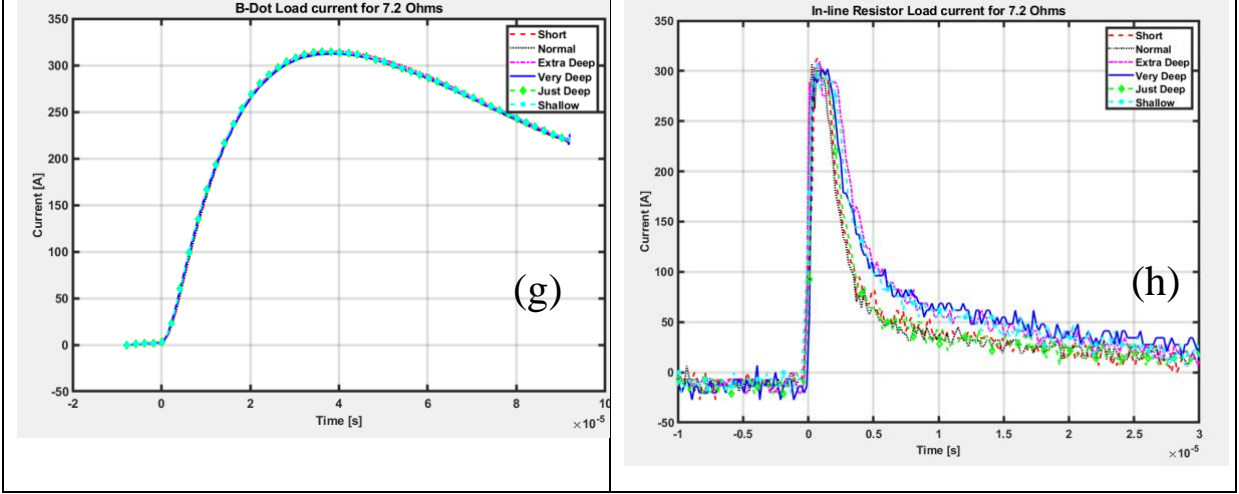 B-Dot Load current for 7.2 Ohms
350
300
250
200
150
100
50
0
-50
Current [A]
Short
Normal
Extra Deep
Very Deep
Just Deep
Shallow
(g)
-2
0
2
4
6
8
10
Time [s]
×10⁻⁵
In-line Resistor Load current for 7.2 Ohms
350
300
250
200
150
100
50
0
-50
Current [A]
Short
Normal
Extra Deep
Very Deep
Just Deep
Shallow
(h)
-1
-0.5
0
0.5
1
1.5
2
2.5
3
Time [s]
×10⁻⁵